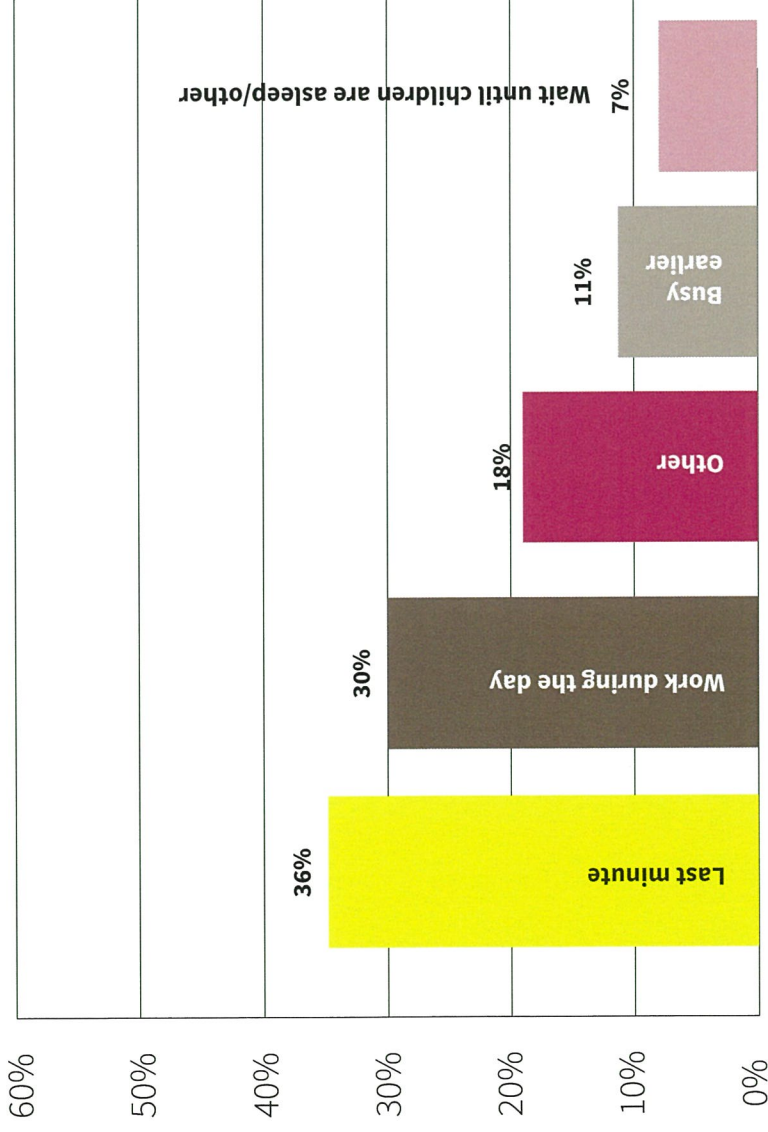 60%
50%
40%
30%
20%
10%
0%
36%
Last minute
30%
Work during the day
18%
Other
11%
Busy
earlier
7%
Wait until children are asleep/other